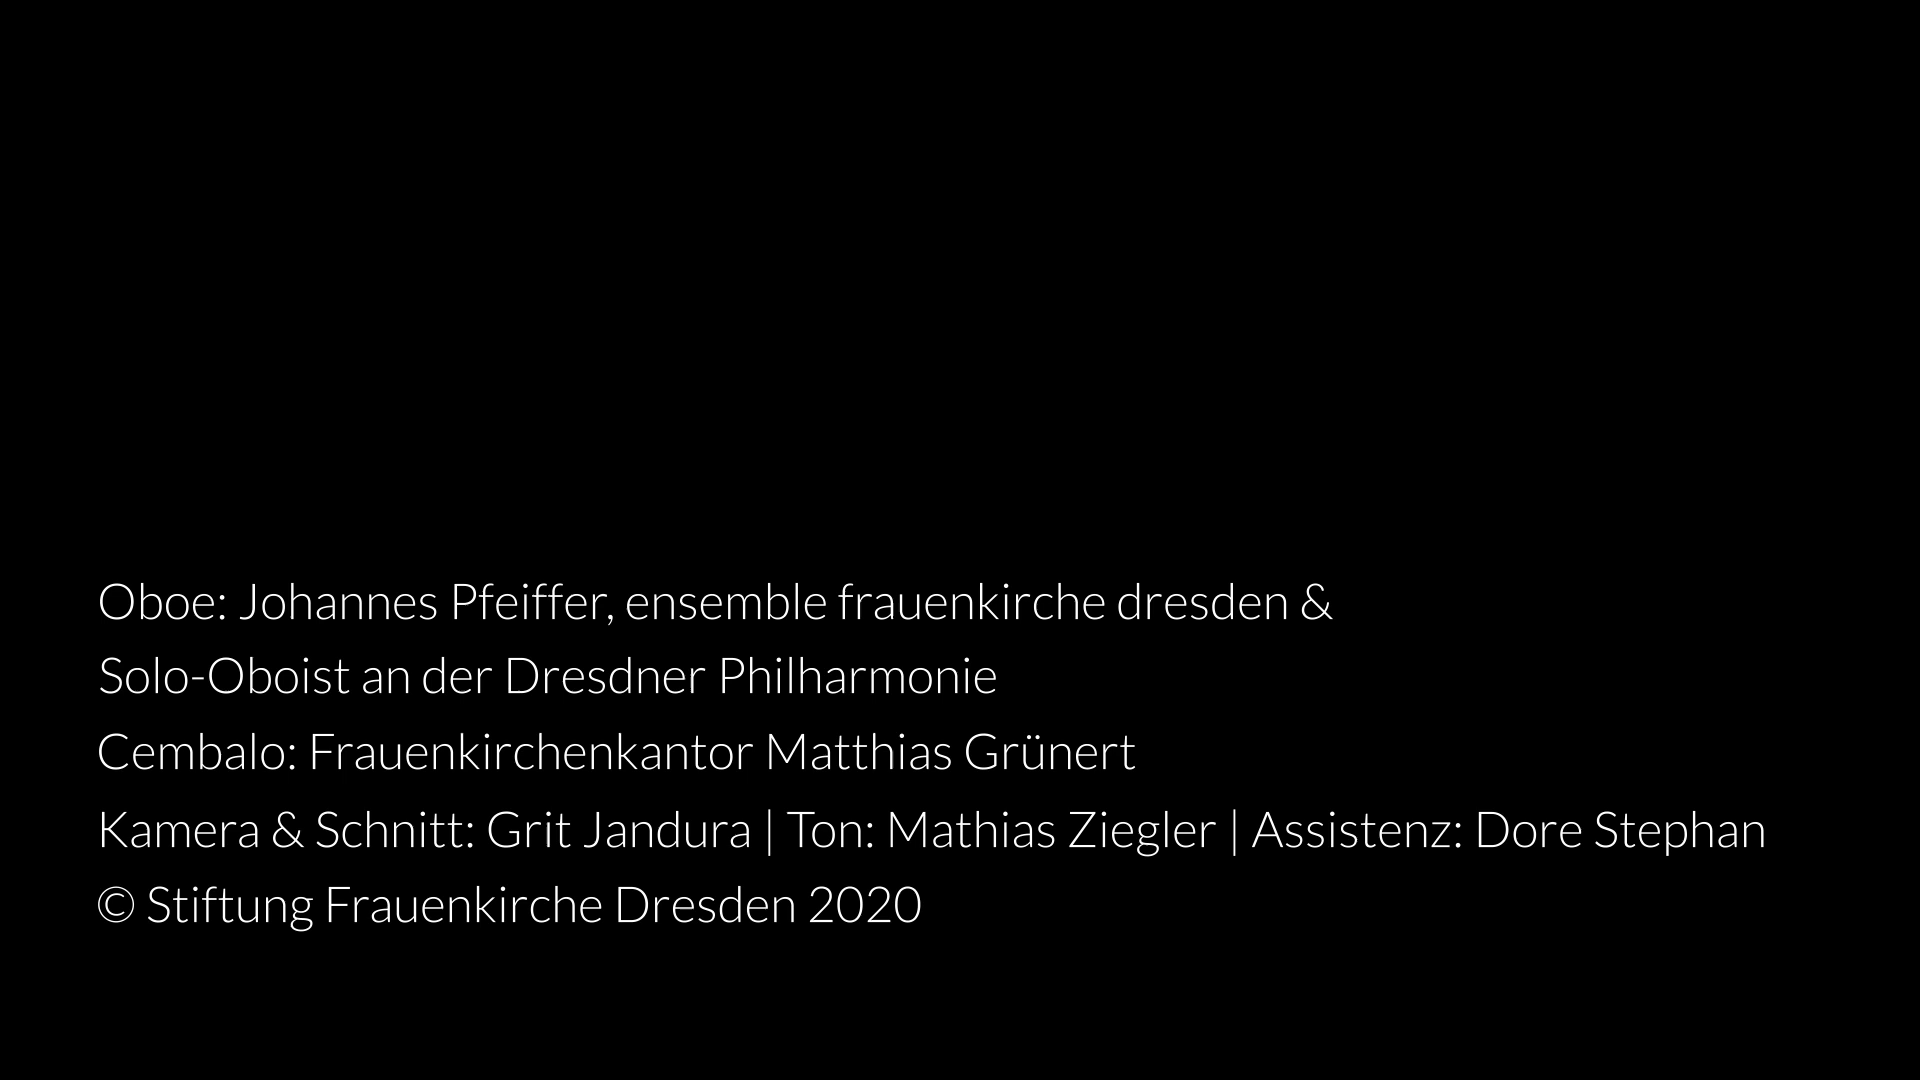 Oboe: Johannes Pfeiffer, ensemble frauenkirche dresden &
Solo-Oboist an der Dresdner Philharmonie
Cembalo: Frauenkirchenkantor Matthias Grünert
Kamera & Schnitt: Grit Jandura | Ton: Mathias Ziegler | Assistenz: Dore Stephan
© Stiftung Frauenkirche Dresden 2020